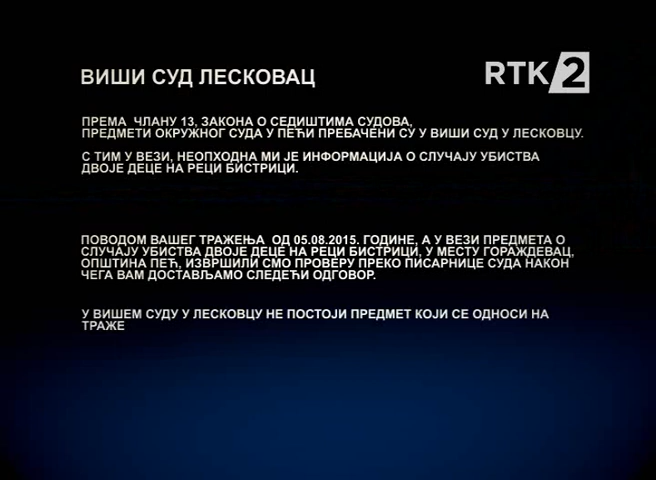 ВИШИ СУД ЛЕСКОВАЦ
RTK2
ПРЕМА ЧЛАНУ 13, ЗАКОНА О СЕДИШТИМА СУДОВА,
ПРЕДМЕТИ ОКРУЖНОГ СУДА У ПЕЋИ ПРЕБАЧЕНИ СУ У ВИШИ СУД У ЛЕСКОВЦУ.
С ТИМ У ВЕЗИ, НЕОПХОДНА МИ ЈЕ ИНФОРМАЦИЈА О СЛУЧАЈУ УБИСТВА
ДВОЈЕ ДЕЦЕ НА РЕЦИ БИСТРИЦИ.
ПОВОДОМ ВАШЕГ ТРАЖЕЊА ОД 05.08.2015. ГОДИНЕ, А У ВЕЗИ ПРЕДМЕТА О
СЛУЧАЈУ УБИСТВА ДВОЈЕ ДЕЦЕ НА РЕЦИ БИСТРИЦИ, У МЕСТУ ГОРАЖДЕВАЦ,
ОПШТИНА ПЕЋ, ИЗВРШИЛИ СМО ПРОВЕРУ ПРЕКО ПИСАРНИЦЕ СУДА НАКОН
ЧЕГА ВАМ ДОСТАВЉАМО СЛЕДЕЋИ ОДГОВОР.
У ВИШЕМ СУДУ У ЛЕСКОВЦУ НЕ ПОСТОЈИ ПРЕДМЕТ КОЈИ СЕ ОДНОСИ НА
ТРАЖЕ